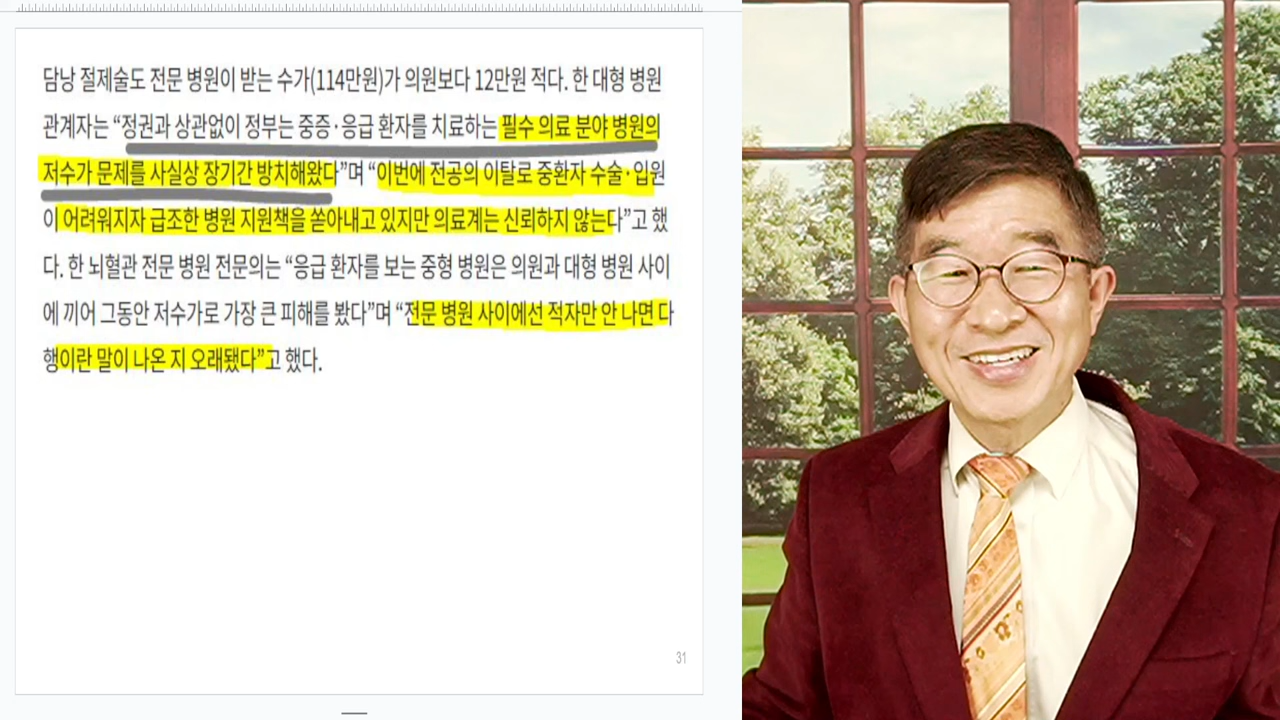 담낭 절제술도 전문 병원이 받는 수가(114만원)가 의원보다 12만원 적다. 한 대형 병원
관계자는 “정권과 상관없이 정부는 중증·응급 환자를 치료하는 필수 의료 분야 병원의
저수가 문제를 사실상 장기간 방치해왔다”며 “이번에 전공의 이탈로 중환자 수술·입원
이 어려워지자 급조한 병원 지원책을 쏟아내고 있지만 의료계는 신뢰하지 않는다”고 했
다. 한 뇌혈관 전문 병원 전문의는 “응급 환자를 보는 중형 병원은 의원과 대형 병원 사이
에 끼어 그동안 저수가로 가장 큰 피해를 봤다”며 “전문 병원 사이에선 적자만 안 나면 다
행이란 말이 나온 지 오래됐다”고 했다.
31